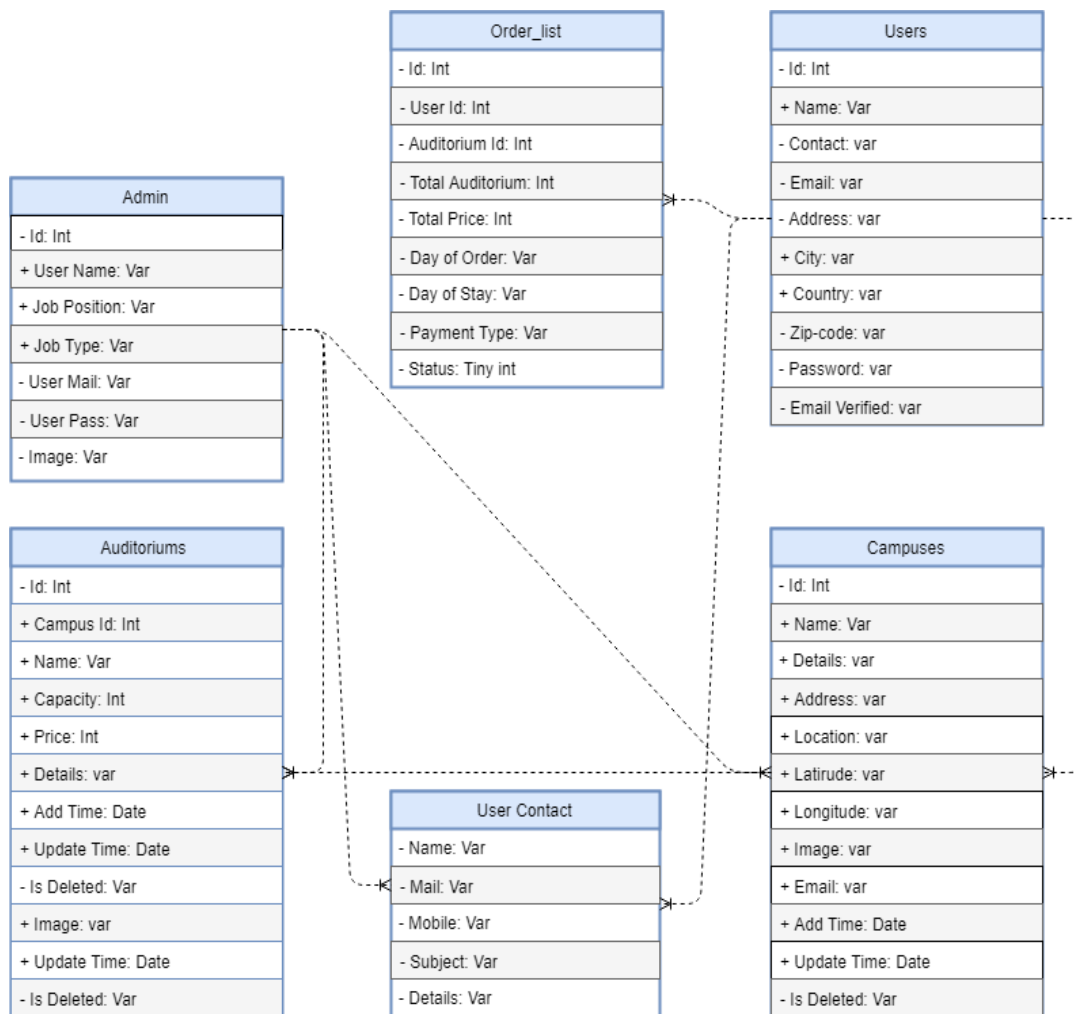 Order_list
- Id: Int
- User Id: Int
- Auditorium Id: Int
- Total Auditorium: Int
- Total Price: Int
- Day of Order: Var
- Day of Stay: Var
- Payment Type: Var
- Status: Tiny int
Users
- Id: Int
+ Name: Var
- Contact: var
- Email: var
- Address: var
+ City: var
+ Country: var
- Zip-code: var
- Password: var
- Email Verified: var
Admin
- Id: Int
+ User Name: Var
+ Job Position: Var
+ Job Type: Var
- User Mail: Var
- User Pass: Var
- Image: Var
Auditoriums
- Id: Int
+ Campus Id: Int
+ Name: Var
+ Capacity: Int
+ Price: Int
+ Details: var
+ Add Time: Date
+ Update Time: Date
- Is Deleted: Var
+ Image: var
+ Update Time: Date
- Is Deleted: Var
User Contact
- Name: Var
- Mail: Var
- Mobile: Var
- Subject: Var
- Details: Var
Campuses
- Id: Int
+ Name: Var
+ Details: var
+ Address: var
+ Location: var
+ Latirude: var
+ Longitude: var
+ Image: var
+ Email: var
+ Add Time: Date
+ Update Time: Date
- Is Deleted: Var